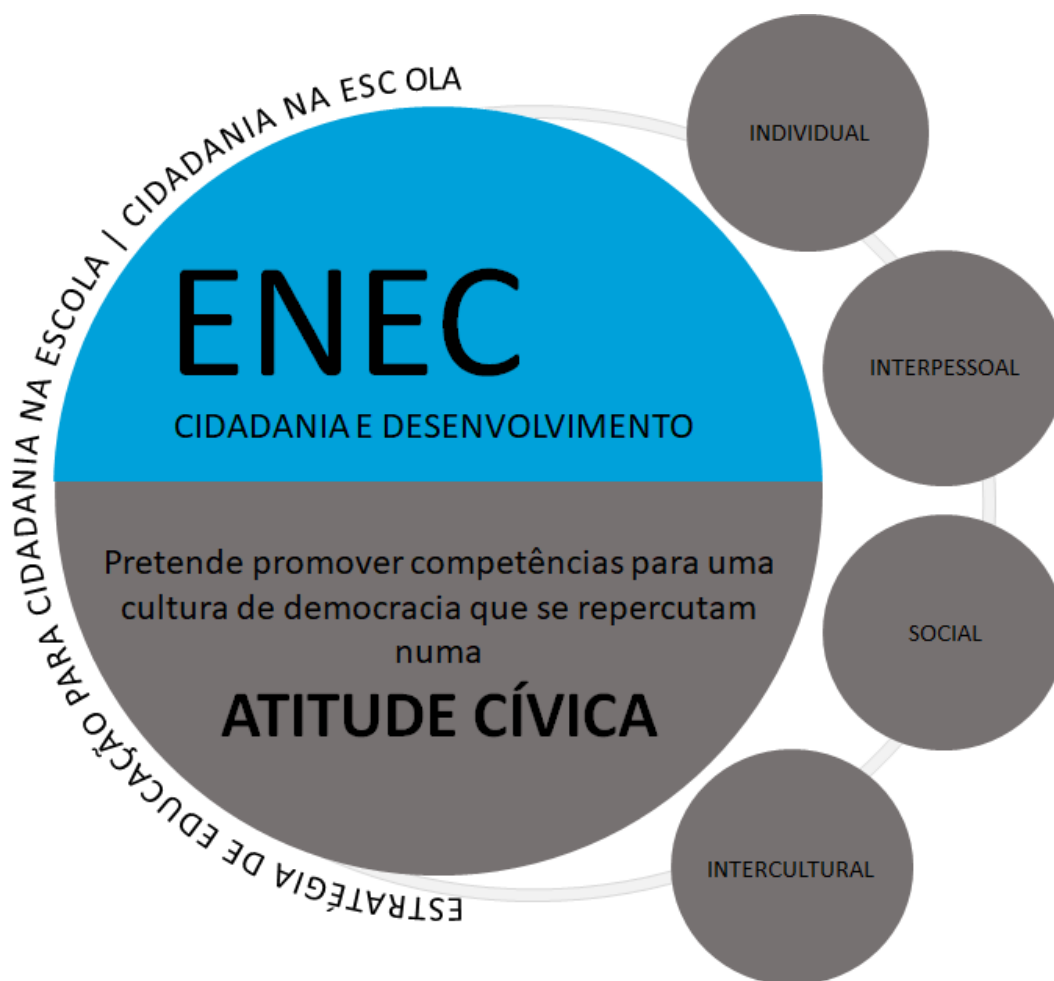 ESTRATÉGIA DE EDUCAÇÃO PARA CIDADANIA NA ESCOLA | CIDADANIA NA ESC OLA
ENEC
CIDADANIA E DESENVOLVIMENTO
Pretende promover competências para uma
cultura de democracia que se repercutam
numa
ATITUDE CÍVICA
INDIVIDUAL
INTERPESSOAL
SOCIAL
INTERCULTURAL